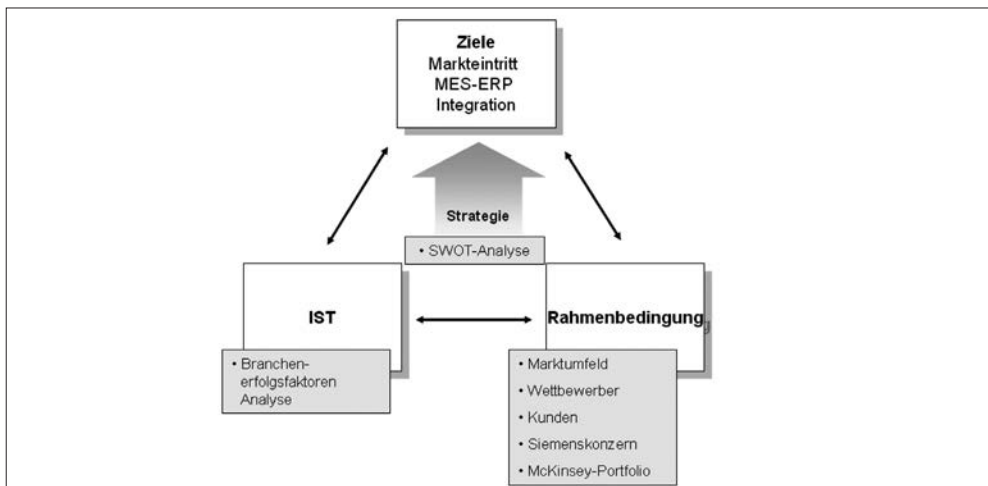 Ziele
Markteintritt
MES-ERP
Integration
Strategie
• SWOT-Analyse
IST
Rahmenbedingung
• Branchen-
erfolgsfaktoren
Analyse
• Marktumfeld
• Wettbewerber
• Kunden
• Siemenskonzern
• McKinsey-Portfolio